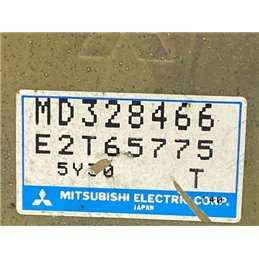 MD328466
E2T65775
5Y30 T
MITSUBISHI ELECTRIC CORP.
JAPAN